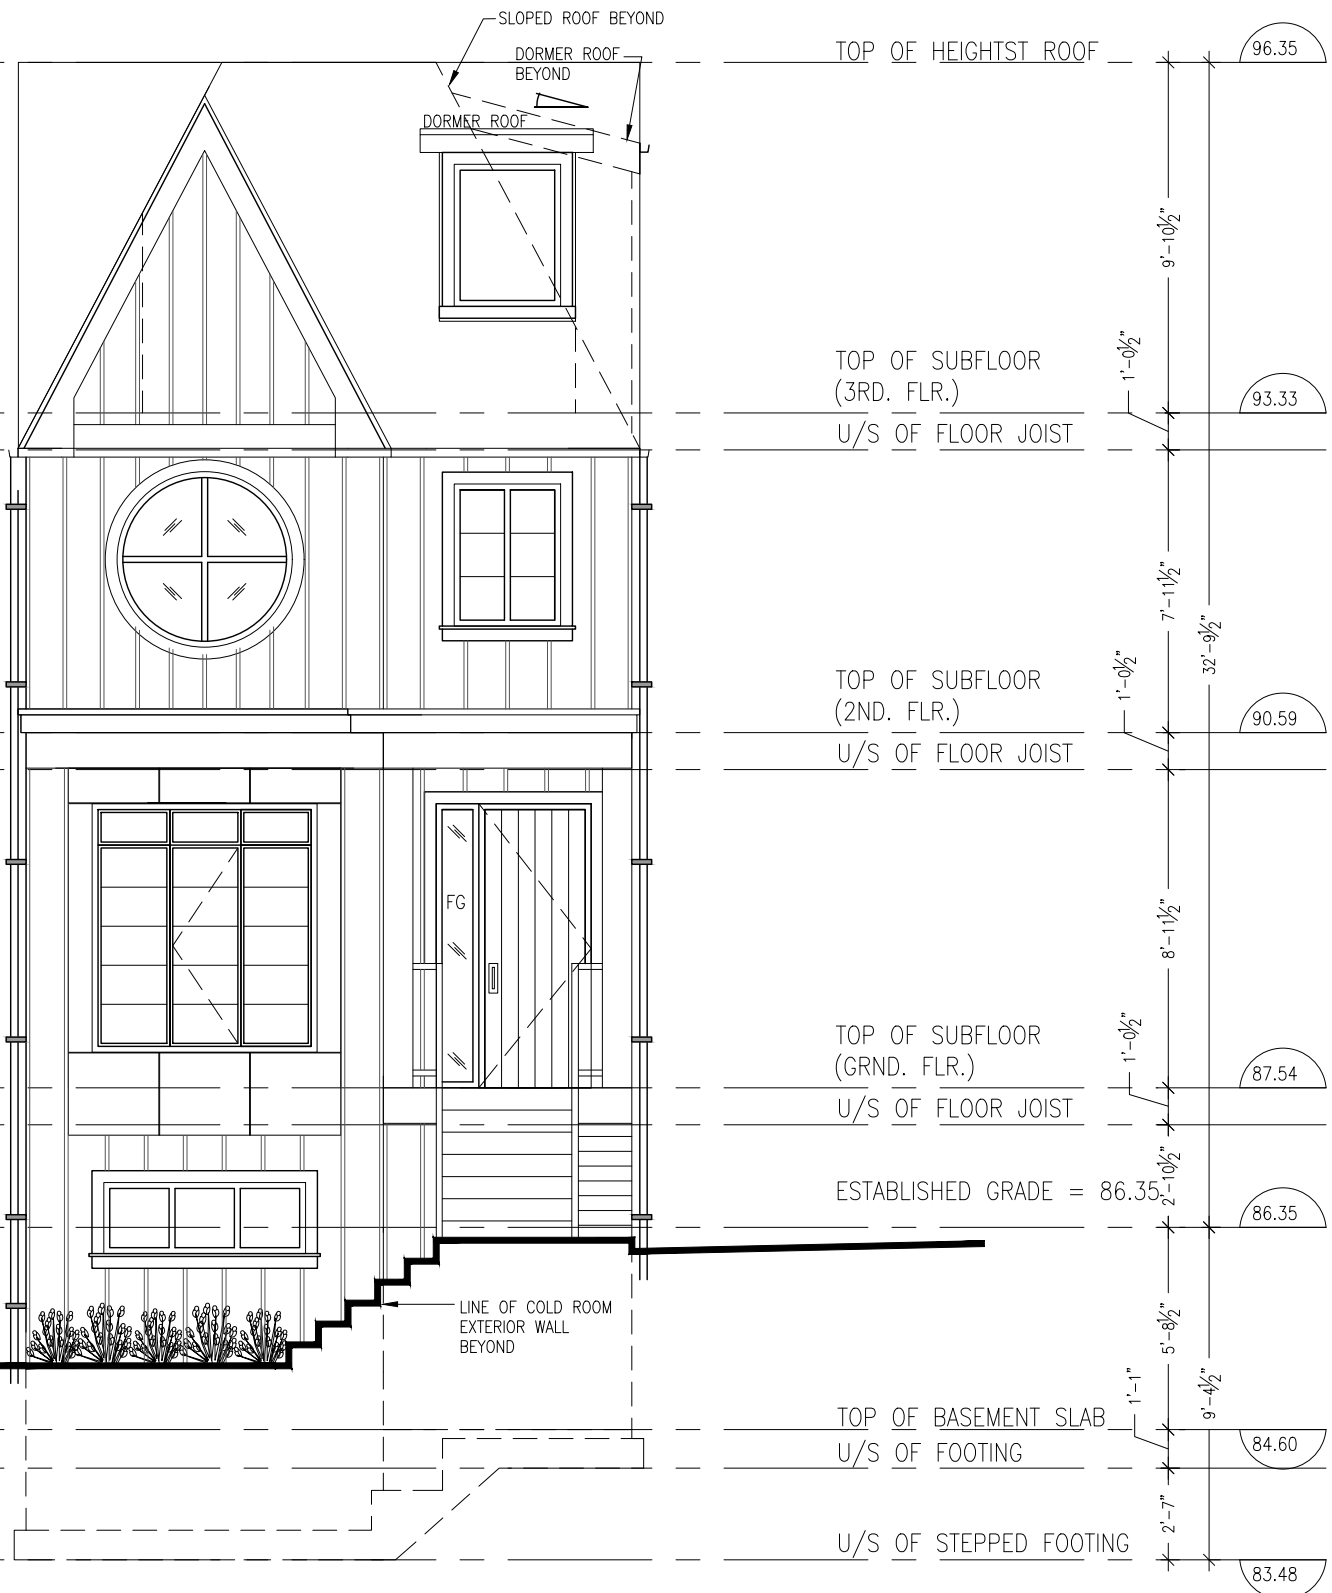 SLOPED ROOF BEYOND
DORMER ROOF
BEYOND
DORMER ROOF
TOP OF HEIGHTST ROOF
96.35
9'-10½"
TOP OF SUBFLOOR
(3RD. FLR.)
1'-0½"
93.33
U/S OF FLOOR JOIST
7'-11½"
32'-9½"
TOP OF SUBFLOOR
(2ND. FLR.)
1'-0½"
90.59
U/S OF FLOOR JOIST
FG
8'-11½"
TOP OF SUBFLOOR
(GRND. FLR.)
1'-0½"
87.54
U/S OF FLOOR JOIST
2'-10½"
ESTABLISHED GRADE = 86.35
86.35
LINE OF COLD ROOM
EXTERIOR WALL
BEYOND
5'-8½"
9'-4½"
1'-1"
TOP OF BASEMENT SLAB
84.60
U/S OF FOOTING
2'-7"
U/S OF STEPPED FOOTING
83.48